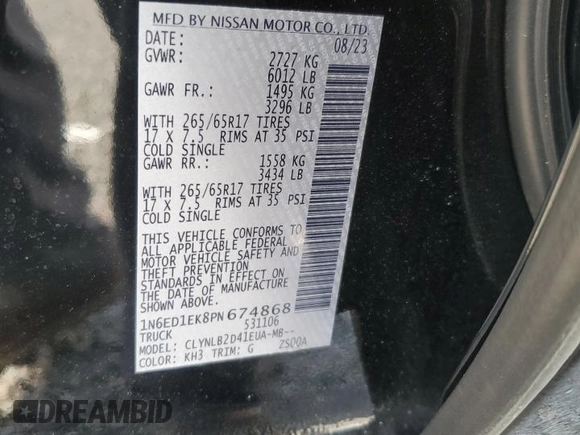 MFD BY NISSAN MOTOR CO., LTD.
DATE: 08/23
GVWR: 2727 KG
6012 LB
GAWR FR.: 1495 KG
3296 LB
WITH 265/65R17 TIRES
17 X 7.5 RIMS AT 35 PSI
COLD SINGLE
GAWR RR.: 1558 KG
3434 LB
WITH 265/65R17 TIRES
17 X 7.5 RIMS AT 35 PSI
COLD SINGLE
THIS VEHICLE CONFORMS TO
ALL APPLICABLE FEDERAL
MOTOR VEHICLE SAFETY AND
THEFT PREVENTION
STANDARDS IN EFFECT ON
THE DATE OF MANUFACTURE
SHOWN ABOVE.
1N6ED1EK8PN674868
TRUCK 531106
MODEL: CLYNLB2D41EUA-MB--
COLOR: KH3 TRIM: G ZS00A
DREAMBID